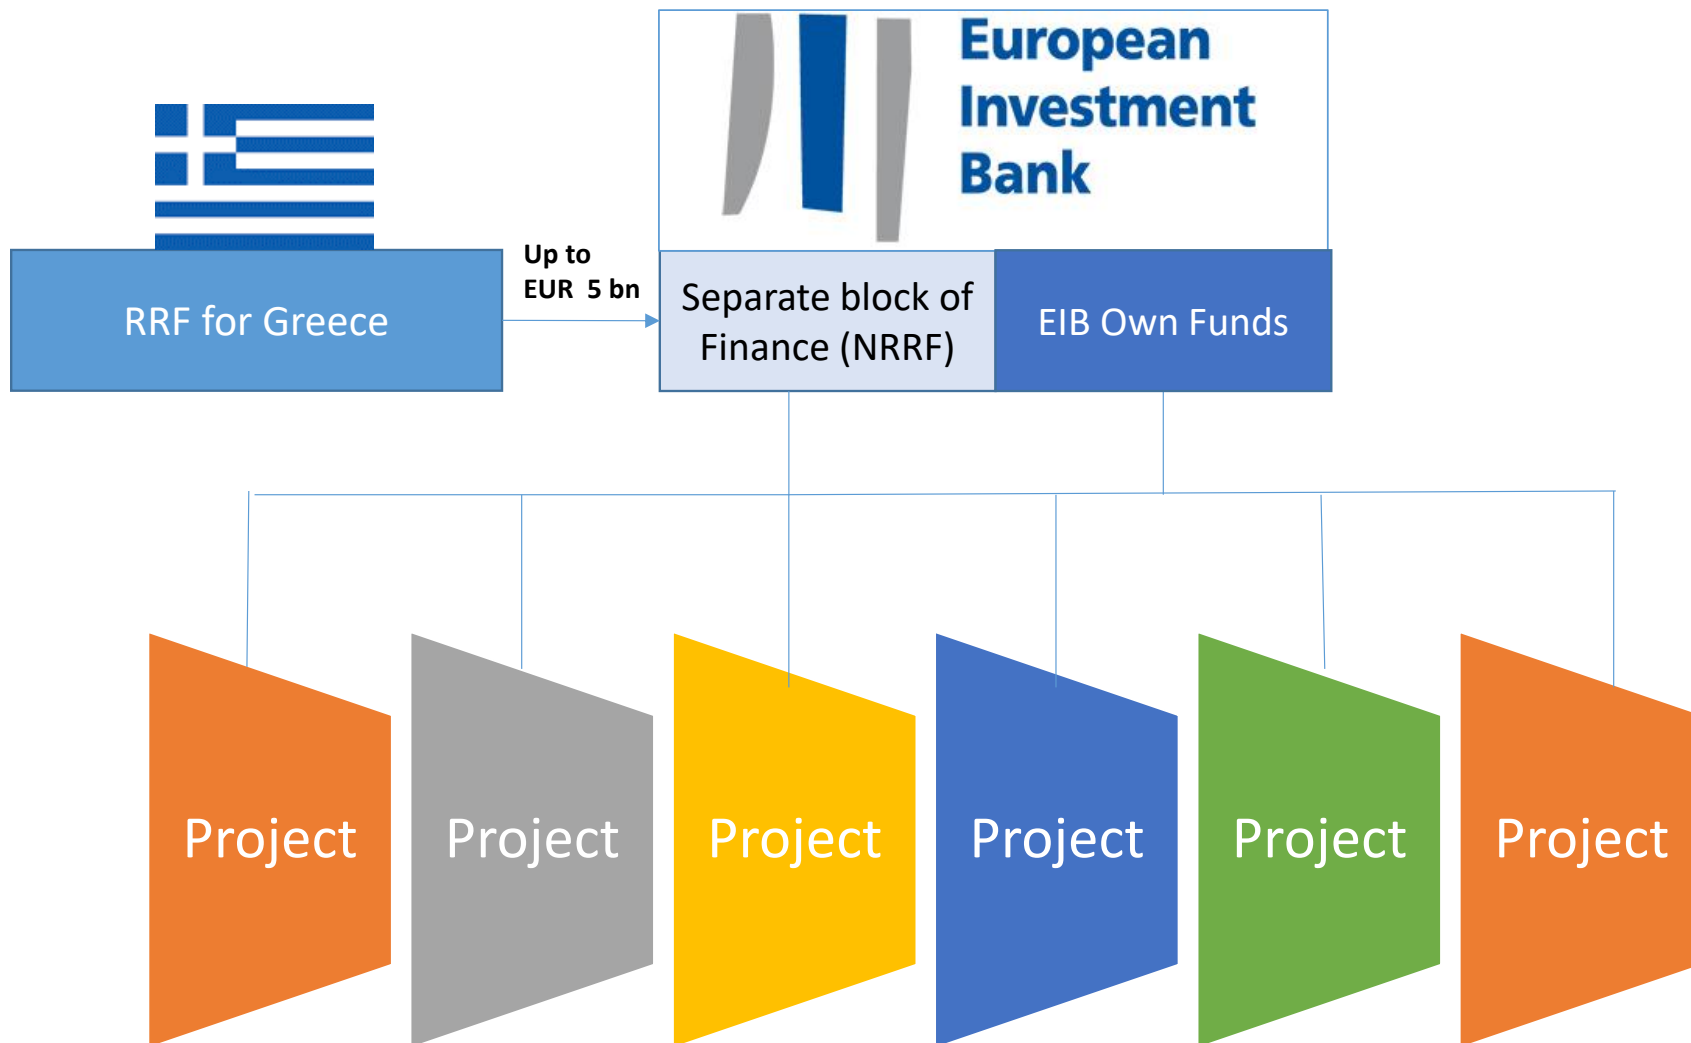 European
Investment
Bank
Up to
EUR 5 bn
RRF for Greece
Separate block of
Finance (NRRF)
EIB Own Funds
Project
Project
Project
Project
Project
Project